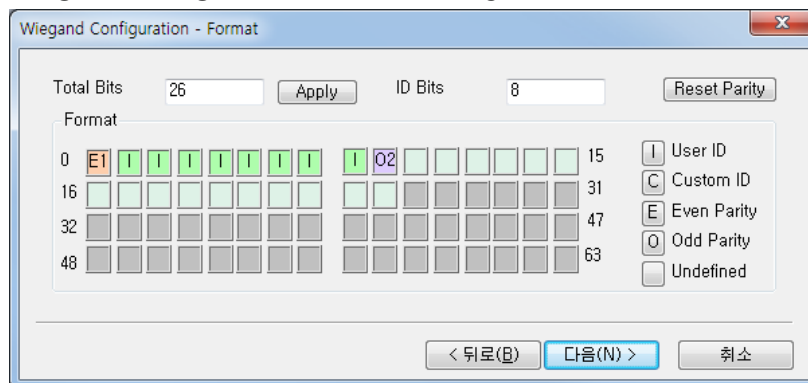 Wiegand Configuration - Format
Total Bits 26 Apply ID Bits 8 Reset Parity
Format
0 E1 I I I I I I I I O2 15
16 31
32 47
48 63
I User ID
C Custom ID
E Even Parity
O Odd Parity
Undefined
< 뒤로(B) 다음(N) > 취소